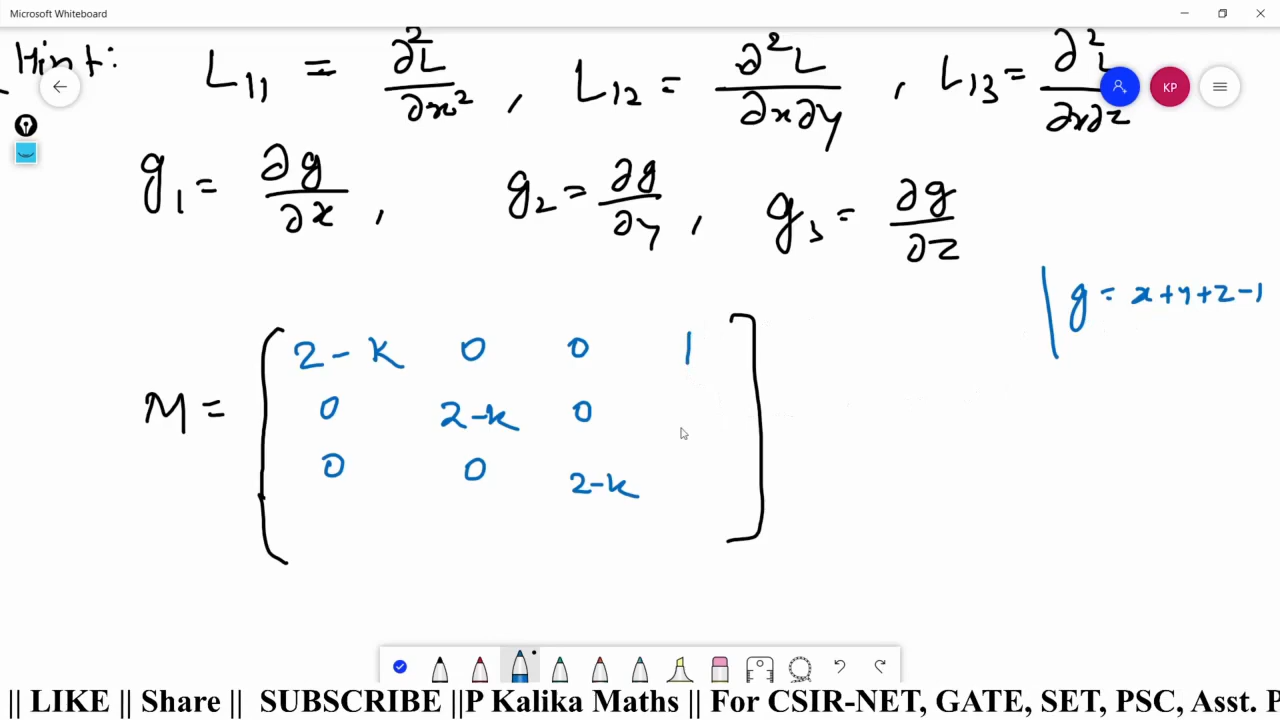 Microsoft Whiteboard
Hint: L11 = ∂²L/∂x² , L12 = ∂²L/∂x∂y , L13 = ∂²L/∂x∂z
KP
g1 = ∂g/∂x , g2 = ∂g/∂y , g3 = ∂g/∂z
g = x+y+z-1
2-k 0 0 1
M = 0 2-k 0
0 0 2-k
|| LIKE || Share || SUBSCRIBE ||P Kalika Maths || For CSIR-NET, GATE, SET, PSC, Asst. P